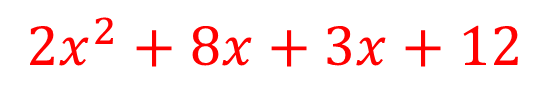 2x² + 8x + 3x + 12